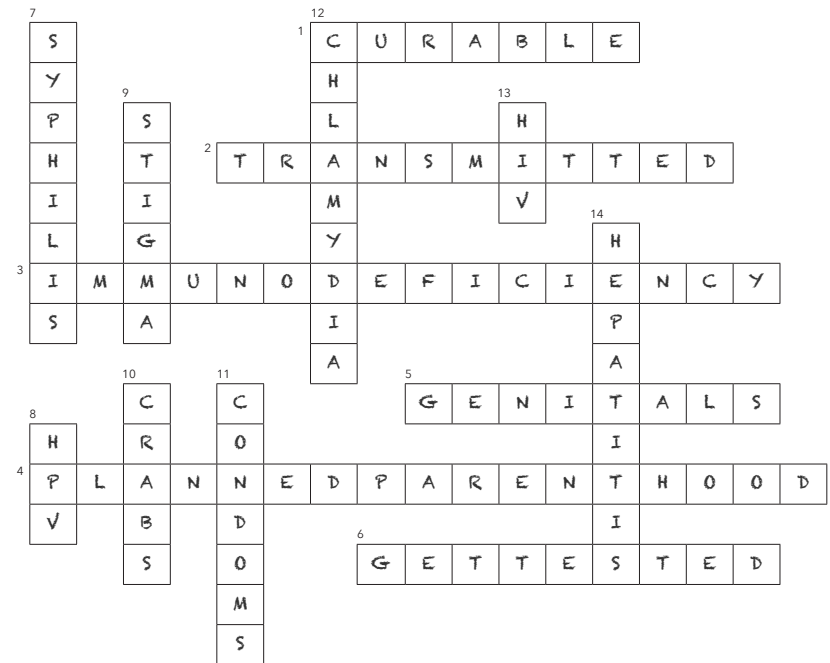 7 12
1 S C U R A B L E
Y H
9 13
P S L H
2 H T T R A N S M I T T E D
I I M V
14
L G Y H
3 I M M U N O D E F I C I E N C Y
S A I P
A A
10 11 5
C C G E N I T A L S
8
H R O I
4 P L A N N E D P A R E N T H O O D
V B D I
6
S O G E T T E S T E D
M
S